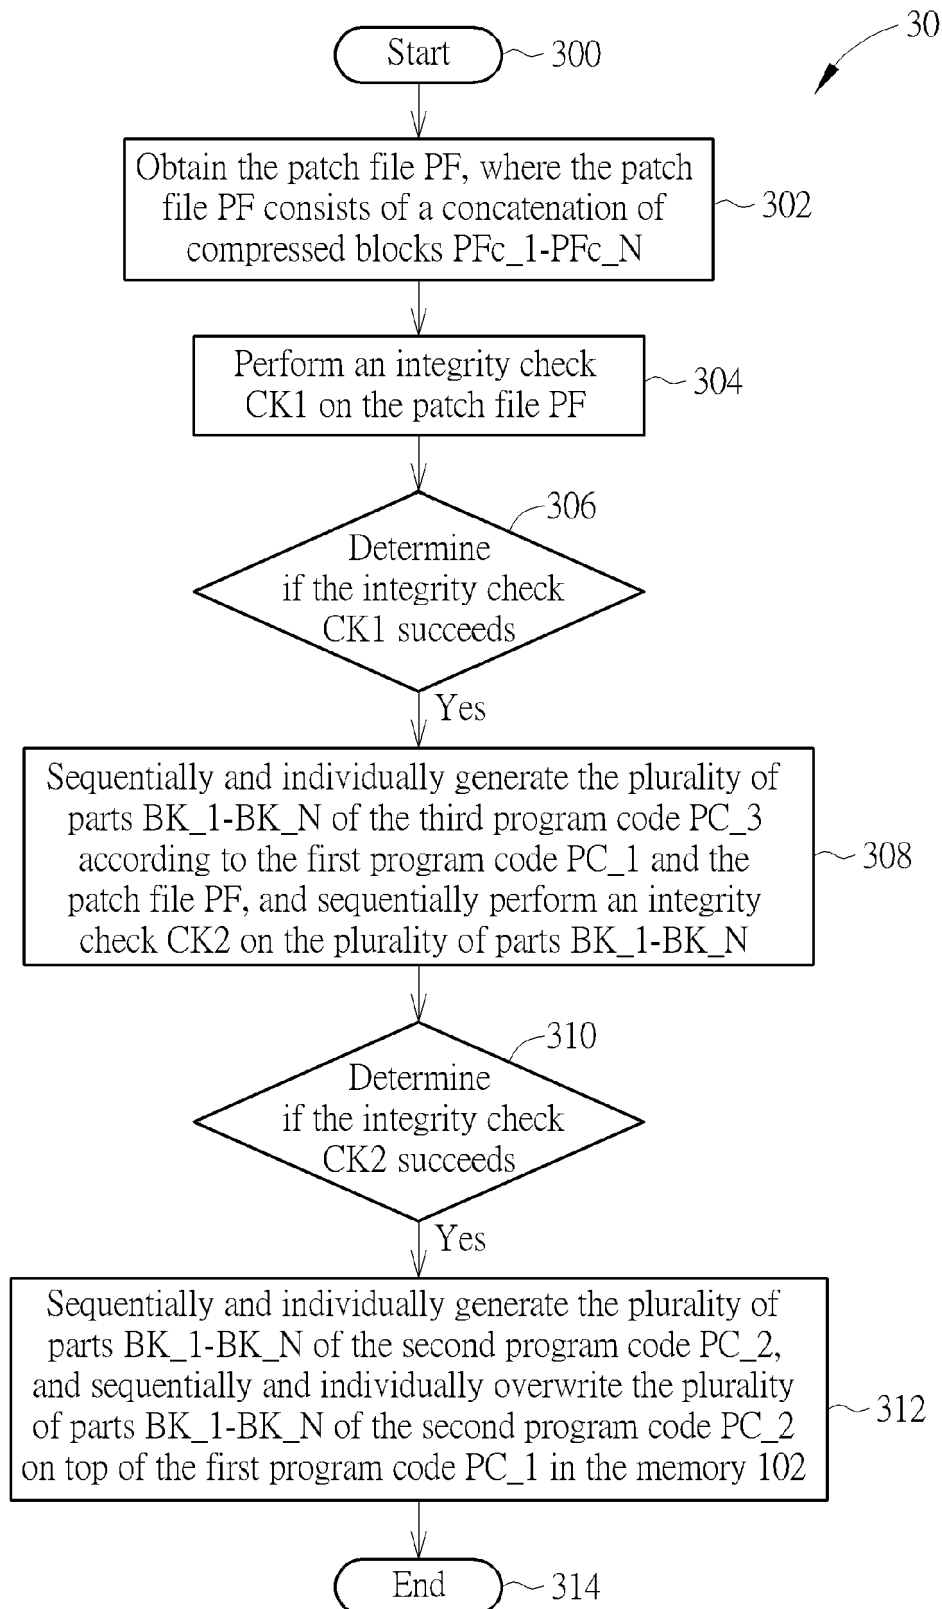 30
Start
300
Obtain the patch file PF, where the patch
file PF consists of a concatenation of
compressed blocks PFc_1-PFc_N
302
Perform an integrity check
CK1 on the patch file PF
304
306
Determine
if the integrity check
CK1 succeeds
Yes
Sequentially and individually generate the plurality of
parts BK_1-BK_N of the third program code PC_3
according to the first program code PC_1 and the
patch file PF, and sequentially perform an integrity
check CK2 on the plurality of parts BK_1-BK_N
308
310
Determine
if the integrity check
CK2 succeeds
Yes
Sequentially and individually generate the plurality of
parts BK_1-BK_N of the second program code PC_2,
and sequentially and individually overwrite the plurality
of parts BK_1-BK_N of the second program code PC_2
on top of the first program code PC_1 in the memory 102
312
End
314